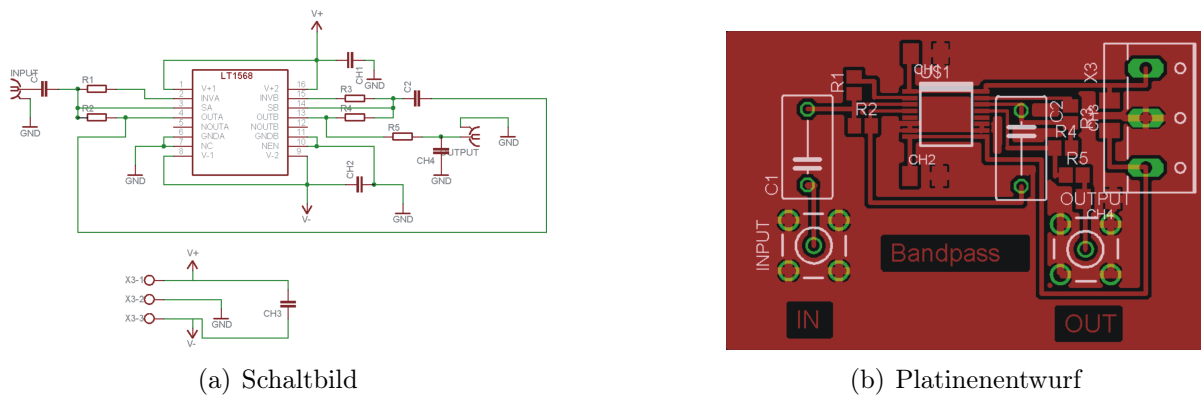 V+
INPUT
C1
R1
R2
GND
LT1568
1 V+1 V+2 16
2 INVA INVB 15
3 SA SB 14
4 OUTA OUTB 13
5 NOUTA NOUTB 12
6 GNDA GNDB 11
7 NC NEN 10
8 V-1 V-2 9
CH1
GND
R3
R4
C2
R5
CH4
OUTPUT
GND
GND
GND
CH2
GND
V-
V+
X3-1
X3-2
X3-3
GND
CH3
V-
(a) Schaltbild
R1
R2
CH1
U$1
CH2
C1
C2
R3
R4
R5
CH3
X3
OUTPUT
CH4
INPUT
Bandpass
IN
OUT
(b) Platinenentwurf